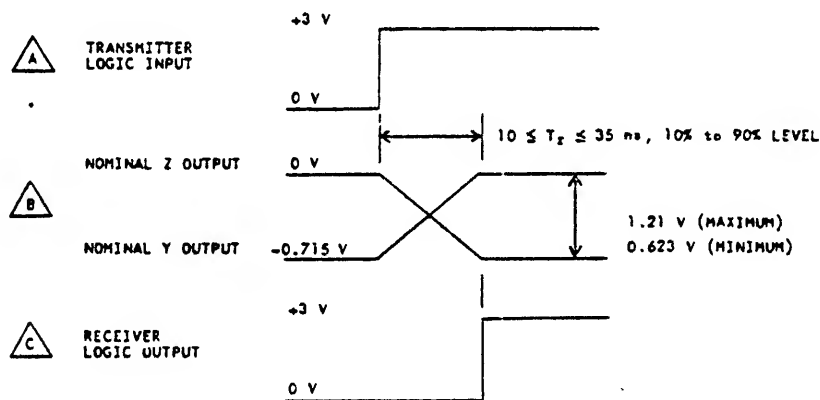 +3 V
A TRANSMITTER
LOGIC INPUT
0 V
10 ≤ Tr ≤ 35 ns, 10% to 90% LEVEL
NOMINAL Z OUTPUT 0 V
B
1.21 V (MAXIMUM)
NOMINAL Y OUTPUT -0.715 V 0.623 V (MINIMUM)
+3 V
C RECEIVER
LOGIC OUTPUT
0 V